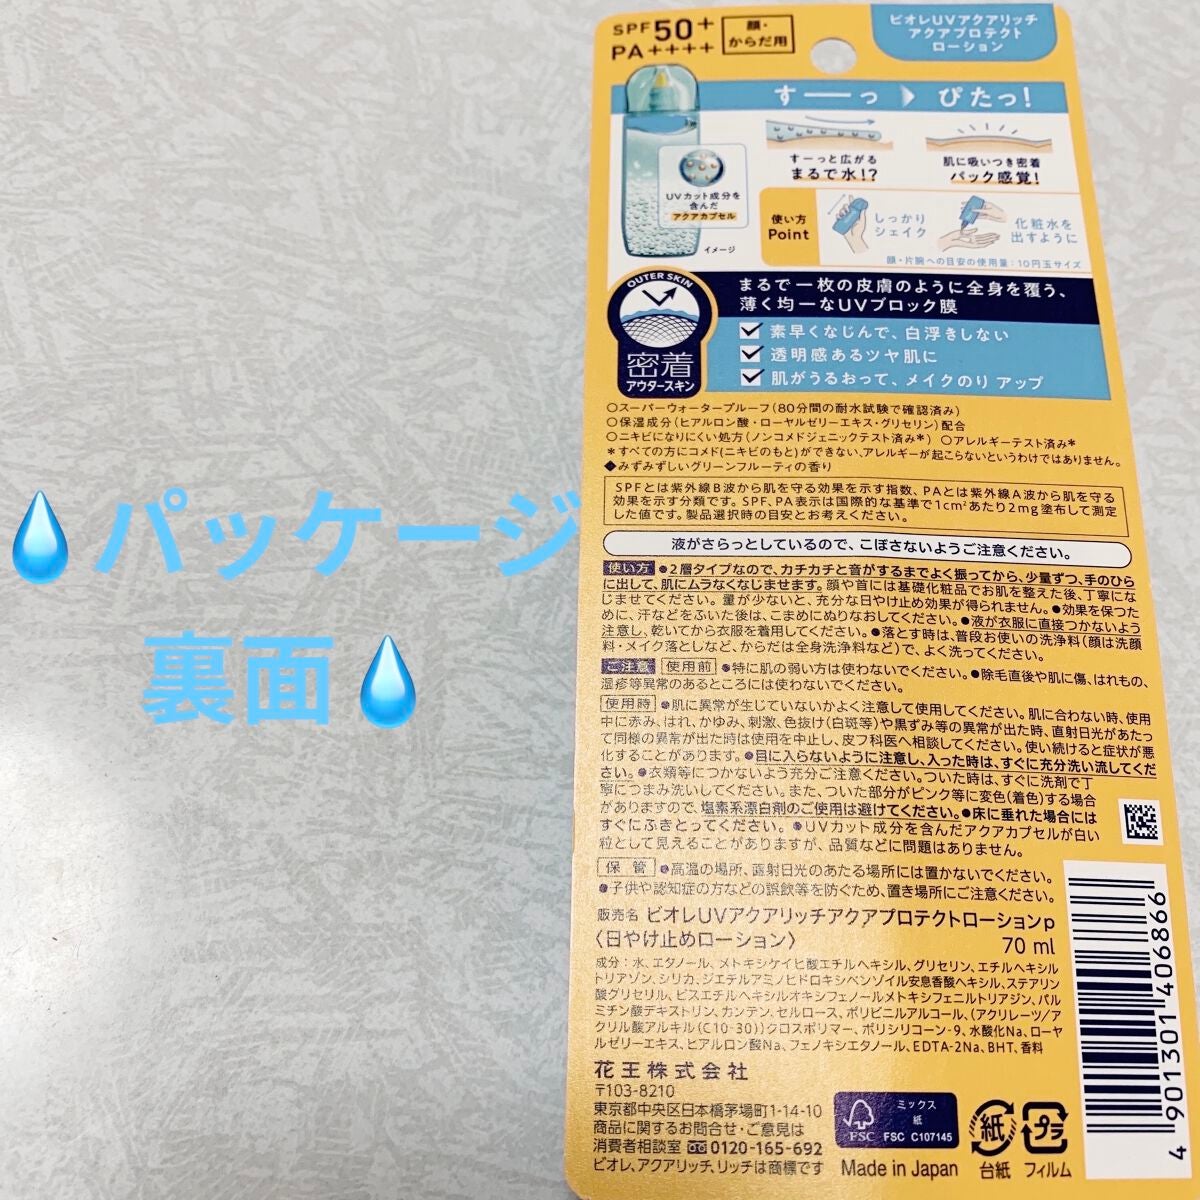 💧パッケージ
裏面💧
SPF50+
PA++++
顔・
からだ用
ビオレUVアクアリッチ
アクアプロテクト
ローション
すーっ ぴたっ!
すーっと広がる
まるで水!?
肌に吸いつき密着
パック感覚!
UVカット成分を
含んだ
アクアカプセル
イメージ
使い方
Point
しっかり
シェイク
化粧水を
出すように
顔・片腕への目安の使用量:10円玉サイズ
OUTER SKIN
密着
アウタースキン
まるで一枚の皮膚のように全身を覆う、
薄く均一なUVブロック膜
素早くなじんで、白浮きしない
透明感あるツヤ肌に
肌がうるおって、メイクのり アップ
○スーパーウォータープルーフ(80分間の耐水試験で確認済み)
○保湿成分(ヒアルロン酸・ローヤルゼリーエキス・グリセリン)配合
○ニキビになりにくい処方(ノンコメドジェニックテスト済み*) ○アレルギーテスト済み*
*すべての方にコメド(ニキビのもと)ができない、アレルギーが起こらないというわけではありません。
◆みずみずしいグリーンフルーティの香り
SPFとは紫外線B波から肌を守る効果を示す指数、PAとは紫外線A波から肌を守る
効果を示す分類です。SPF、PA表示は国際的な基準で1cm²あたり2mg塗布して測定
した値です。製品選択時の目安とお考えください。
液がさらっとしているので、こぼさないようご注意ください。
使い方 ●2層タイプなので、カチカチと音がするまでよく振ってから、少量ずつ、手のひら
に出して、肌にムラなくなじませます。顔や首には基礎化粧品でお肌を整えた後、丁寧にな
じませてください。量が少ないと、充分な日やけ止め効果が得られません。●効果を保つた
めに、汗などをふいた後は、こまめにぬりなおしてください。●液が衣服に直接つかないよう
注意し、乾いてから衣服を着用してください。●落とす時は、普段お使いの洗浄料(顔は洗顔
料・メイク落としなど、からだは全身洗浄料など)で、よく洗ってください。
ご注意 使用前 ●特に肌の弱い方は使わないでください。●除毛直後や肌に傷、はれもの、
湿疹等異常のあるところには使わないでください。
使用時 ●肌に異常が生じていないかよく注意して使用してください。肌に合わない時、使用
中に赤み、はれ、かゆみ、刺激、色抜け(白斑等)や黒ずみ等の異常が出た時、直射日光があたっ
て同様の異常が出た時は使用を中止し、皮フ科医へ相談してください。使い続けると症状が悪
化することがあります。●目に入らないように注意し、入った時は、すぐに充分洗い流してくだ
さい。●衣類等につかないよう充分ご注意ください。ついた時は、すぐに洗剤で丁
寧につまみ洗いしてください。また、ついた部分がピンク等に変色(着色)する場合
がありますので、塩素系漂白剤のご使用は避けてください。●床に垂れた場合には
すぐにふきとってください。 ●UVカット成分を含んだアクアカプセルが白い
粒として見えることがありますが、品質などに問題はありません。
保管 ●高温の場所、直射日光のあたる場所には置かないでください。
●子供や認知症の方などの誤飲等を防ぐため、置き場所にご注意ください。
販売名 ビオレUVアクアリッチアクアプロテクトローションp
〈日やけ止めローション〉 70 ml
成分:水、エタノール、メトキシケイヒ酸エチルヘキシル、グリセリン、エチルヘキシル
トリアゾン、シリカ、ジエチルアミノヒドロキシベンゾイル安息香酸ヘキシル、ステアリン
酸グリセリル、ビスエチルヘキシルオキシフェノールメトキシフェニルトリアジン、パル
ミチン酸デキストリン、カンテン、セルロース、ポリビニルアルコール、(アクリレーツ/ア
クリル酸アルキル(C10-30))クロスポリマー、ポリシリコーン-9、水酸化Na、ローヤ
ルゼリーエキス、ヒアルロン酸Na、フェノキシエタノール、EDTA-2Na、BHT、香料
花王株式会社
〒103-8210
東京都中央区日本橋茅場町1-14-10
商品に関するお問合せ・ご意見は
消費者相談室 0120-165-692
ビオレ、アクアリッチ、リッチは商標です
FSC
ミックス
紙
FSC C107145
Made in Japan
紙
台紙
プラ
フィルム
4 901301 406866